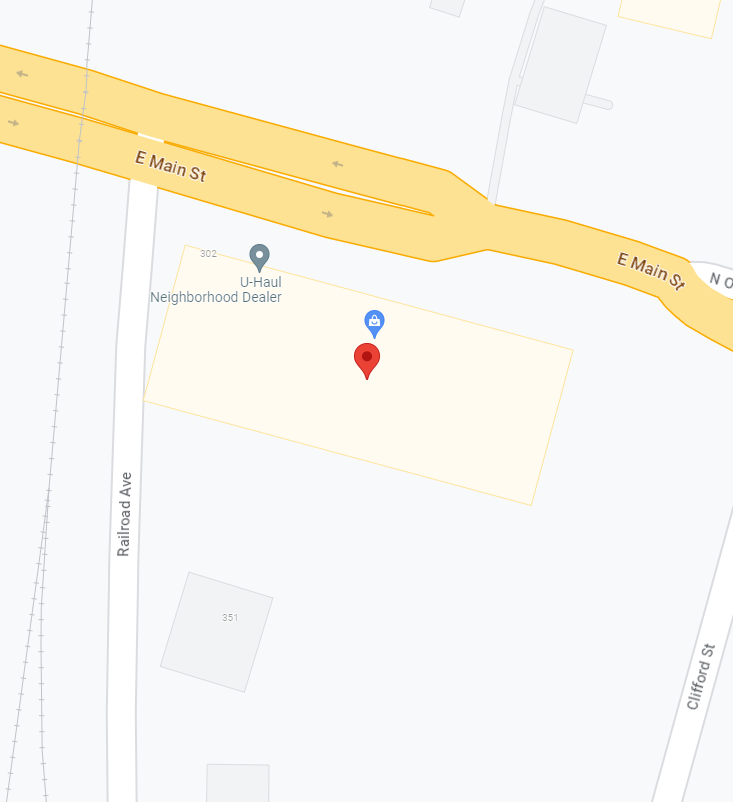 E Main St
302
U-Haul
Neighborhood Dealer
E Main St
N O
Railroad Ave
351
Clifford St